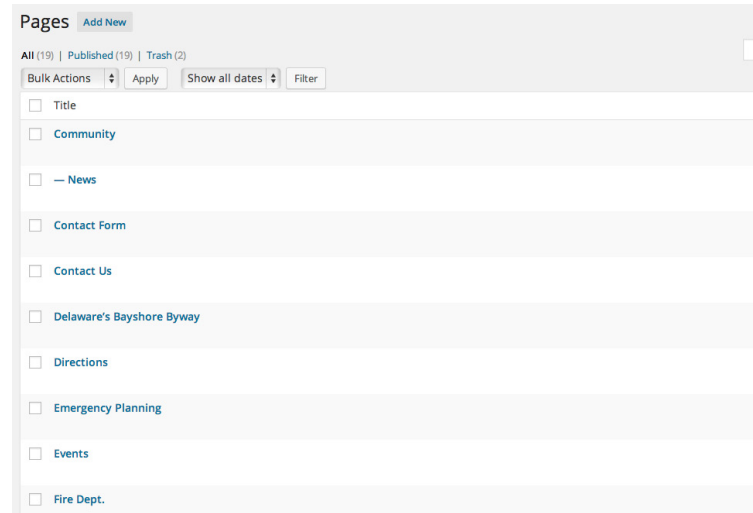 Pages Add New
All (19) | Published (19) | Trash (2)
Bulk Actions Apply Show all dates Filter
Title
Community
— News
Contact Form
Contact Us
Delaware's Bayshore Byway
Directions
Emergency Planning
Events
Fire Dept.